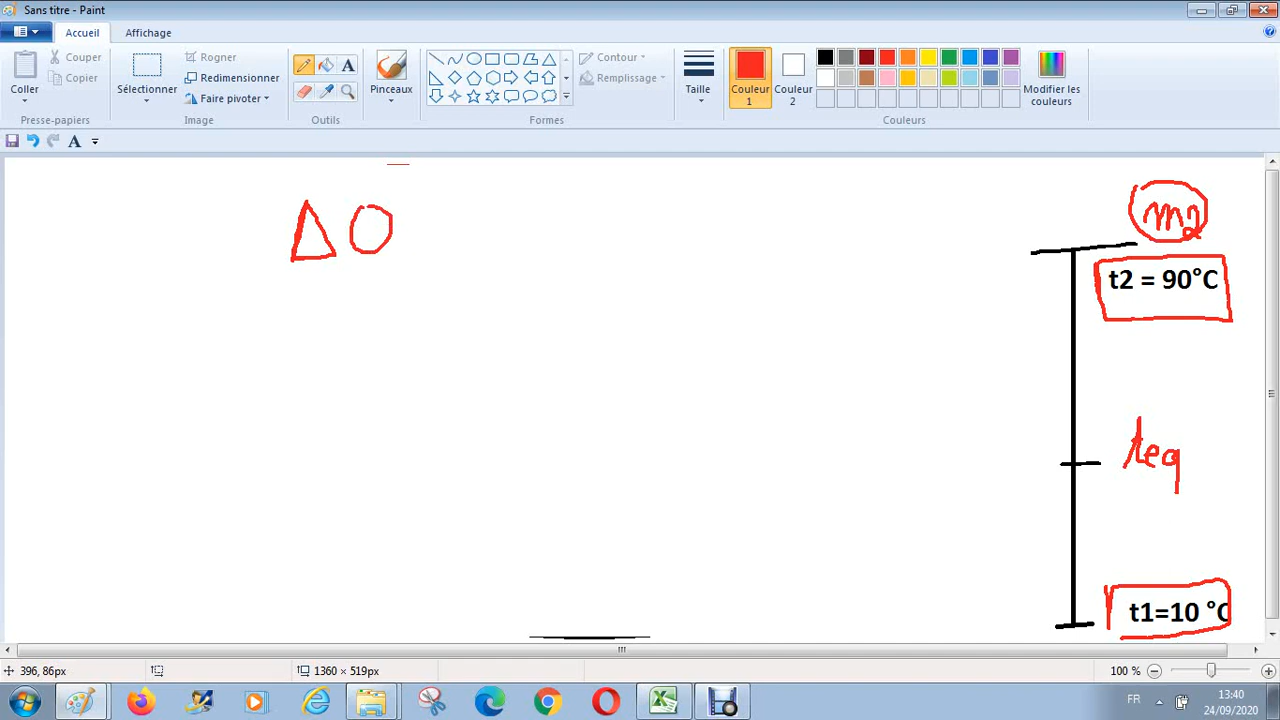 Sans titre - Paint
Accueil
Affichage
Coller
Couper
Copier
Presse-papiers
Sélectionner
Rogner
Redimensionner
Faire pivoter
Image
A
Outils
Pinceaux
Contour
Remplissage
Formes
Taille
Couleur 1
Couleur 2
Modifier les couleurs
Couleurs
A
Δ O
m2
t2 = 90°C
teq
t1=10 °C
396, 86px
1360 × 519px
100 %
FR
13:40
24/09/2020